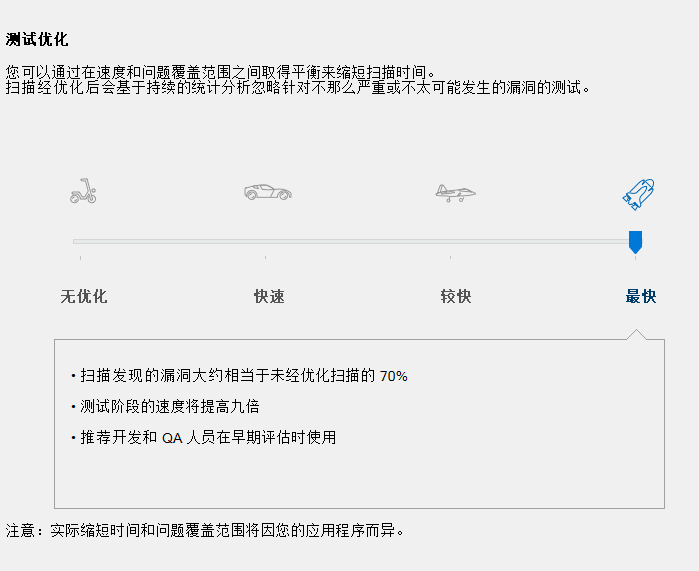 测试优化
您可以通过在速度和问题覆盖范围之间取得平衡来缩短扫描时间。
扫描经优化后会基于持续的统计分析忽略针对不那么严重或不太可能发生的漏洞的测试。
无优化 快速 较快 最快
• 扫描发现的漏洞大约相当于未经优化扫描的 70%
• 测试阶段的速度将提高九倍
• 推荐开发和 QA 人员在早期评估时使用
注意：实际缩短时间和问题覆盖范围将因您的应用程序而异。